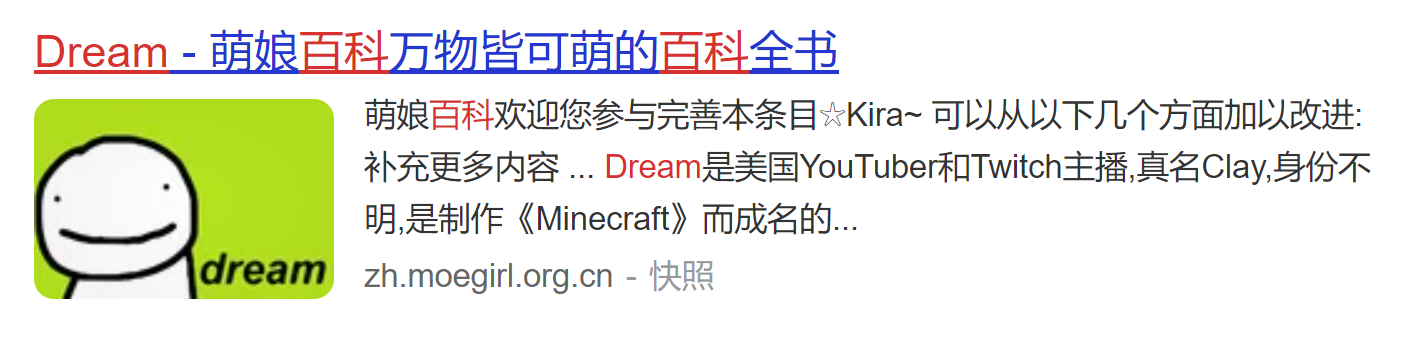 Dream - 萌娘百科万物皆可萌的百科全书
萌娘百科欢迎您参与完善本条目☆Kira~ 可以从以下几个方面加以改进:
补充更多内容 ... Dream是美国YouTuber和Twitch主播,真名Clay,身份不
明,是制作《Minecraft》而成名的...
dream
zh.moegirl.org.cn - 快照